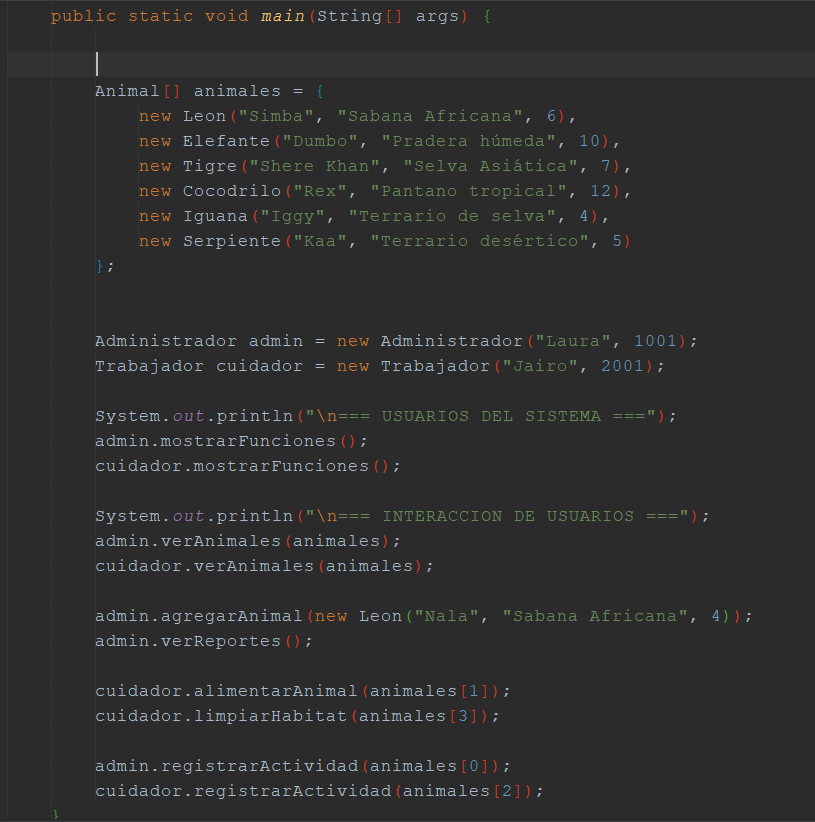 public static void main(String[] args) {
Animal[] animales = {
new Leon("Simba", "Sabana Africana", 6),
new Elefante("Dumbo", "Pradera húmeda", 10),
new Tigre("Shere Khan", "Selva Asiática", 7),
new Cocodrilo("Rex", "Pantano tropical", 12),
new Iguana("Iggy", "Terrario de selva", 4),
new Serpiente("Kaa", "Terrario desértico", 5)
};
Administrador admin = new Administrador("Laura", 1001);
Trabajador cuidador = new Trabajador("Jairo", 2001);
System.out.println("\n=== USUARIOS DEL SISTEMA ===");
admin.mostrarFunciones();
cuidador.mostrarFunciones();
System.out.println("\n=== INTERACCION DE USUARIOS ===");
admin.verAnimales(animales);
cuidador.verAnimales(animales);
admin.agregarAnimal(new Leon("Nala", "Sabana Africana", 4));
admin.verReportes();
cuidador.alimentarAnimal(animales[1]);
cuidador.limpiarHabitat(animales[3]);
admin.registrarActividad(animales[0]);
cuidador.registrarActividad(animales[2]);
}